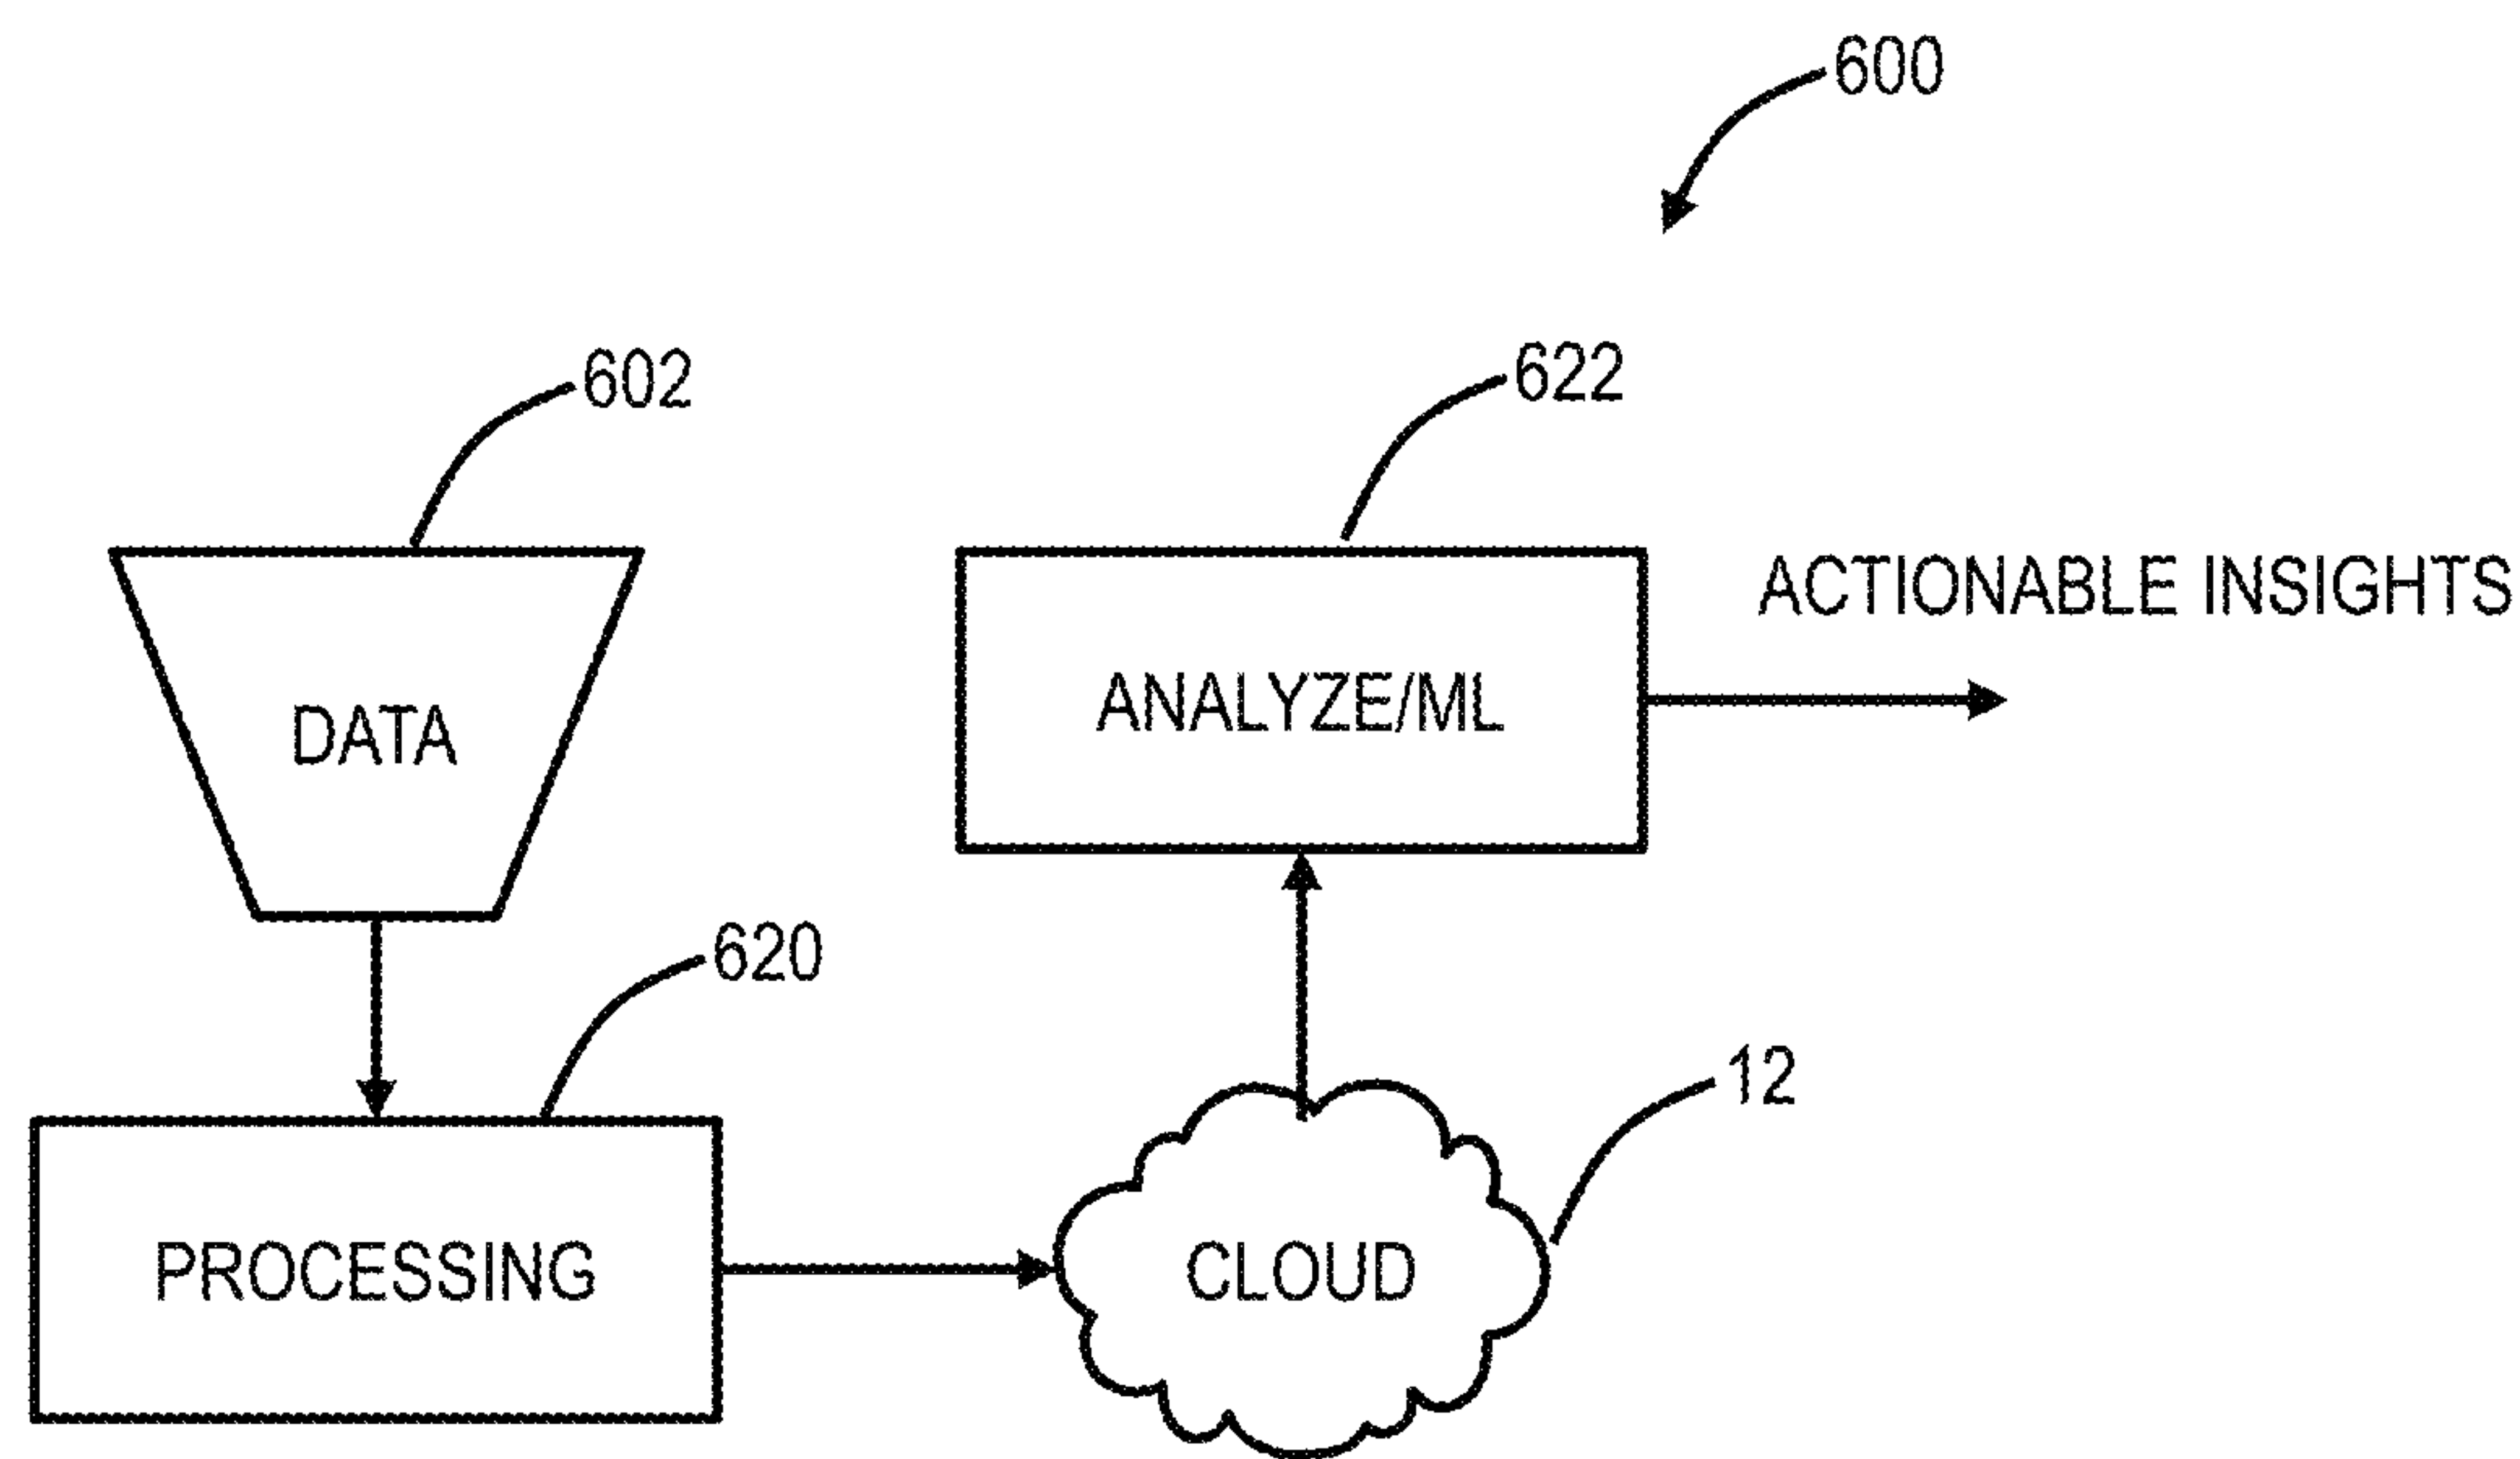 600
602
622
ACTIONABLE INSIGHTS
DATA
ANALYZE/ML
620
12
PROCESSING
CLOUD